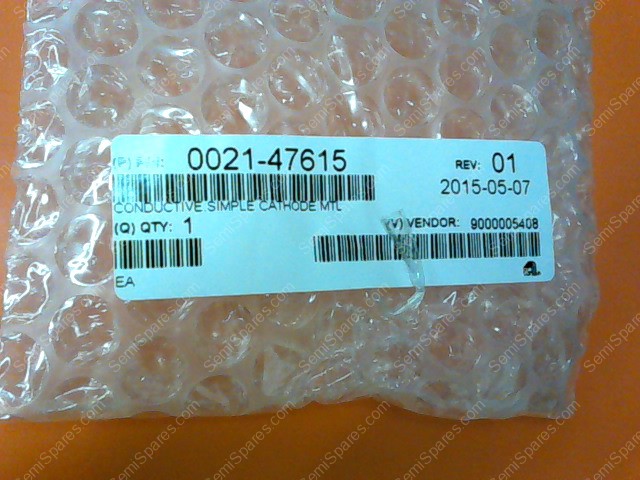 (P) P/N: 0021-47615 REV: 01
2015-05-07
CONDUCTIVE SIMPLE CATHODE MTL
(Q) QTY: 1 (V) VENDOR: 9000005408
EA
SemiSpares.com